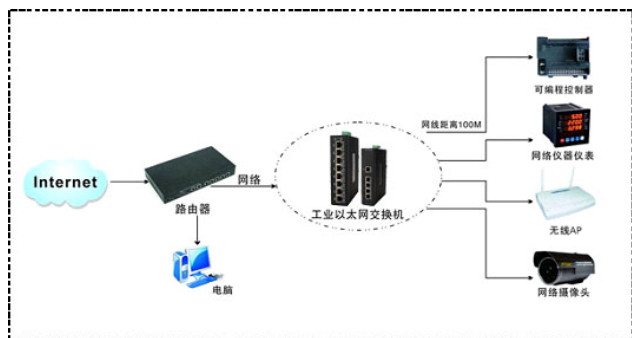 Internet
路由器
电脑
网络
工业以太网交换机
网线距离100M
可编程控制器
网络仪器仪表
无线AP
网络摄像头